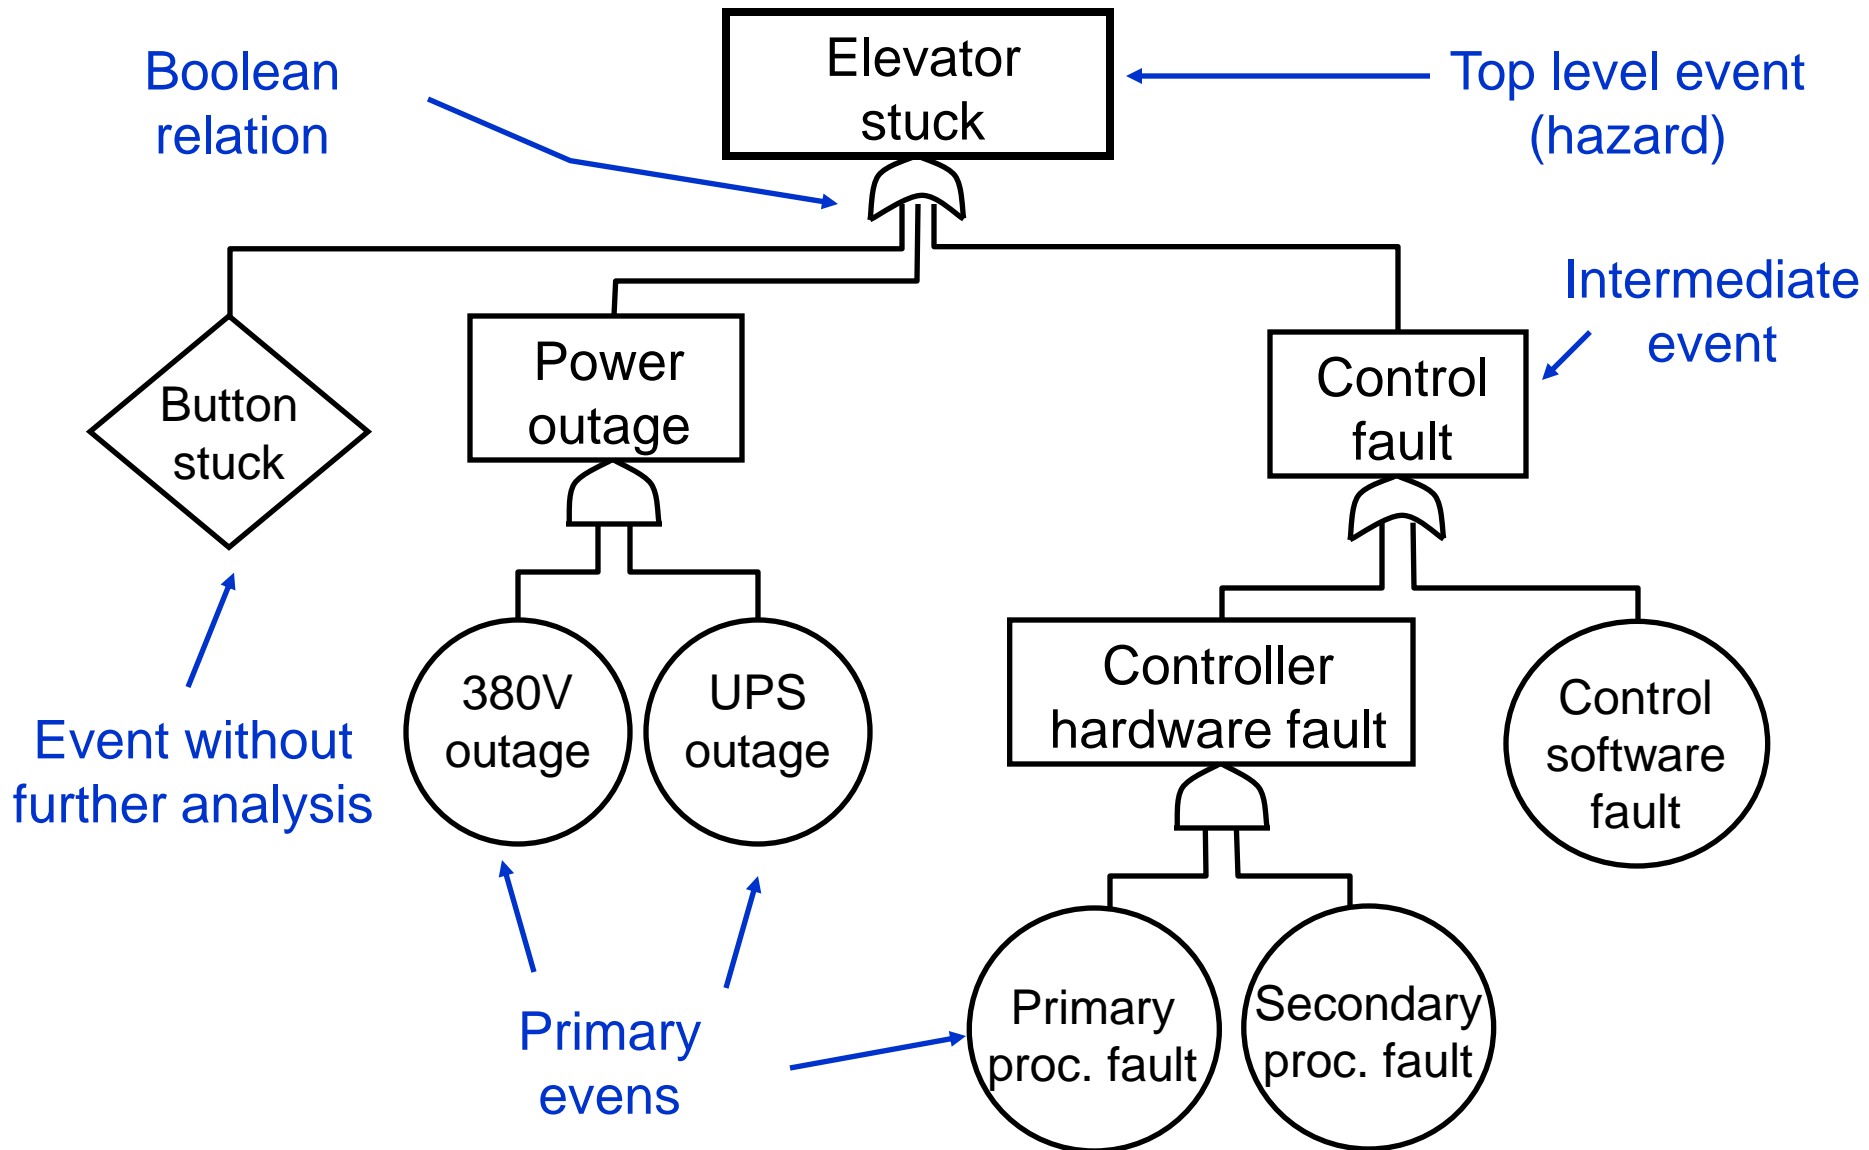 Boolean
relation
Elevator
stuck
Top level event
(hazard)
Intermediate
event
Button
stuck
Power
outage
Control
fault
Event without
further analysis
380V
outage
UPS
outage
Controller
hardware fault
Control
software
fault
Primary
evens
Primary
proc. fault
Secondary
proc. fault